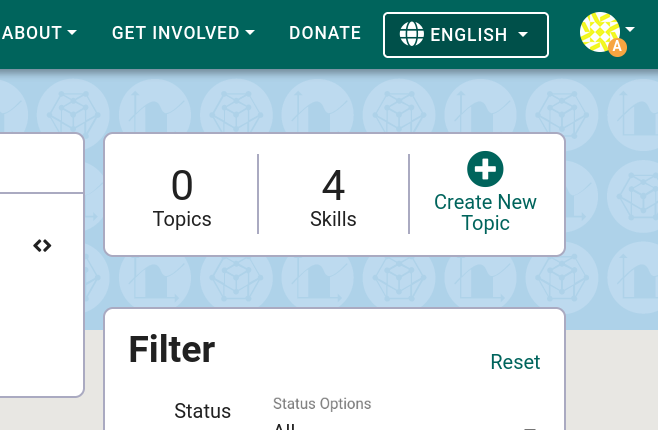 ABOUT
GET INVOLVED
DONATE
ENGLISH
A
0
Topics
4
Skills
Create New
Topic
Filter
Reset
Status
Status Options
All